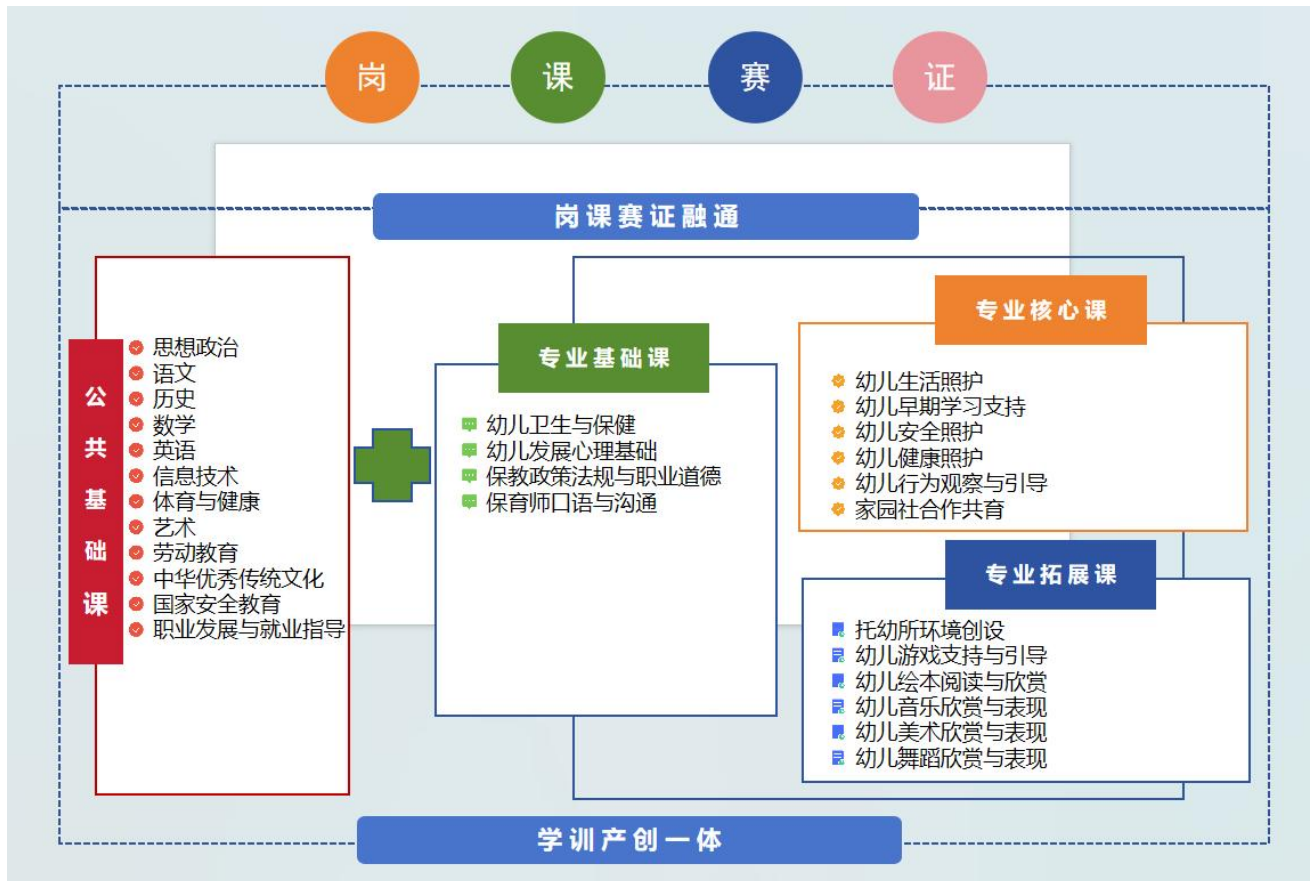 岗
课
赛
证
岗课赛证融通
公共基础课
思想政治
语文
历史
数学
英语
信息技术
体育与健康
艺术
劳动教育
中华优秀传统文化
国家安全教育
职业发展与就业指导
专业基础课
幼儿卫生与保健
幼儿发展心理基础
保教政策法规与职业道德
保育师口语与沟通
专业核心课
幼儿生活照护
幼儿早期学习支持
幼儿安全照护
幼儿健康照护
幼儿行为观察与引导
家园社合作共育
专业拓展课
托幼所环境创设
幼儿游戏支持与引导
幼儿绘本阅读与欣赏
幼儿音乐欣赏与表现
幼儿美术欣赏与表现
幼儿舞蹈欣赏与表现
学训产创一体